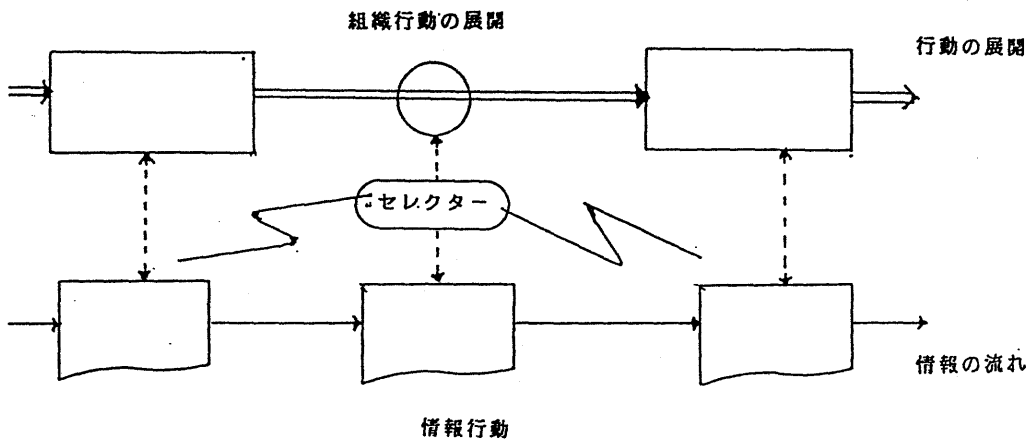 組織行動の展開
行動の展開
セレクター
情報の流れ
情報行動